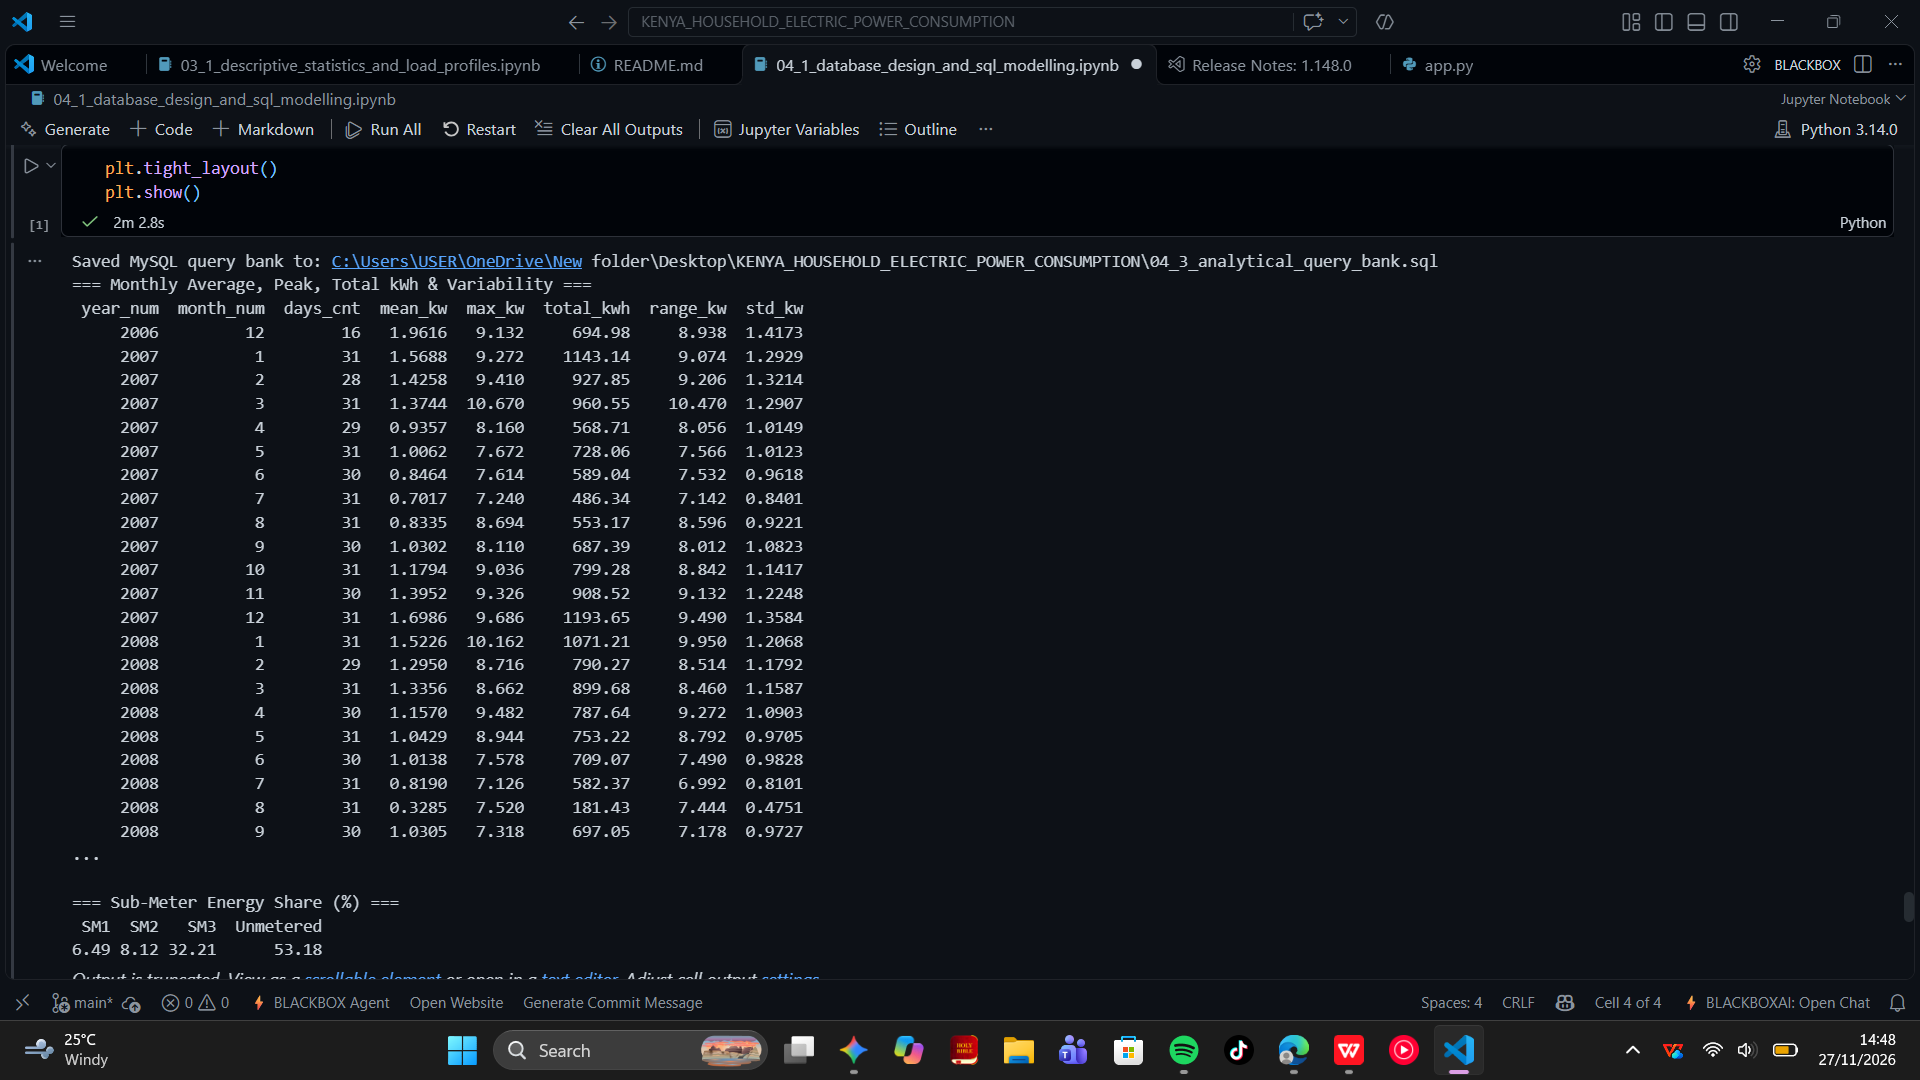 KENYA_HOUSEHOLD_ELECTRIC_POWER_CONSUMPTION
Welcome 03_1_descriptive_statistics_and_load_profiles.ipynb README.md 04_1_database_design_and_sql_modelling.ipynb Release Notes: 1.148.0 app.py BLACKBOX
04_1_database_design_and_sql_modelling.ipynb Jupyter Notebook
Generate Code Markdown Run All Restart Clear All Outputs Jupyter Variables Outline ... Python 3.14.0
plt.tight_layout()
plt.show()
[1] 2m 2.8s Python
Saved MySQL query bank to: C:\Users\USER\OneDrive\New folder\Desktop\KENYA_HOUSEHOLD_ELECTRIC_POWER_CONSUMPTION\04_3_analytical_query_bank.sql
=== Monthly Average, Peak, Total kWh & Variability ===
year_num month_num days_cnt mean_kw max_kw total_kwh range_kw std_kw
2006 12 16 1.9616 9.132 694.98 8.938 1.4173
2007 1 31 1.5688 9.272 1143.14 9.074 1.2929
2007 2 28 1.4258 9.410 927.85 9.206 1.3214
2007 3 31 1.3744 10.670 960.55 10.470 1.2907
2007 4 29 0.9357 8.160 568.71 8.056 1.0149
2007 5 31 1.0062 7.672 728.06 7.566 1.0123
2007 6 30 0.8464 7.614 589.04 7.532 0.9618
2007 7 31 0.7017 7.240 486.34 7.142 0.8401
2007 8 31 0.8335 8.694 553.17 8.596 0.9221
2007 9 30 1.0302 8.110 687.39 8.012 1.0823
2007 10 31 1.1794 9.036 799.28 8.842 1.1417
2007 11 30 1.3952 9.326 908.52 9.132 1.2248
2007 12 31 1.6986 9.686 1193.65 9.490 1.3584
2008 1 31 1.5226 10.162 1071.21 9.950 1.2068
2008 2 29 1.2950 8.716 790.27 8.514 1.1792
2008 3 31 1.3356 8.662 899.68 8.460 1.1587
2008 4 30 1.1570 9.482 787.64 9.272 1.0903
2008 5 31 1.0429 8.944 753.22 8.792 0.9705
2008 6 30 1.0138 7.578 709.07 7.490 0.9828
2008 7 31 0.8190 7.126 582.37 6.992 0.8101
2008 8 31 0.3285 7.520 181.43 7.444 0.4751
2008 9 30 1.0305 7.318 697.05 7.178 0.9727
...
=== Sub-Meter Energy Share (%) ===
SM1 SM2 SM3 Unmetered
6.49 8.12 32.21 53.18
Output is truncated. View as a scrollable element or open in a text editor. Adjust cell output settings
main* 0 0 BLACKBOX Agent Open Website Generate Commit Message Spaces: 4 CRLF Cell 4 of 4 BLACKBOXAI: Open Chat
25°C
Windy
Search
HOLY BIBLE
14:48
27/11/2026